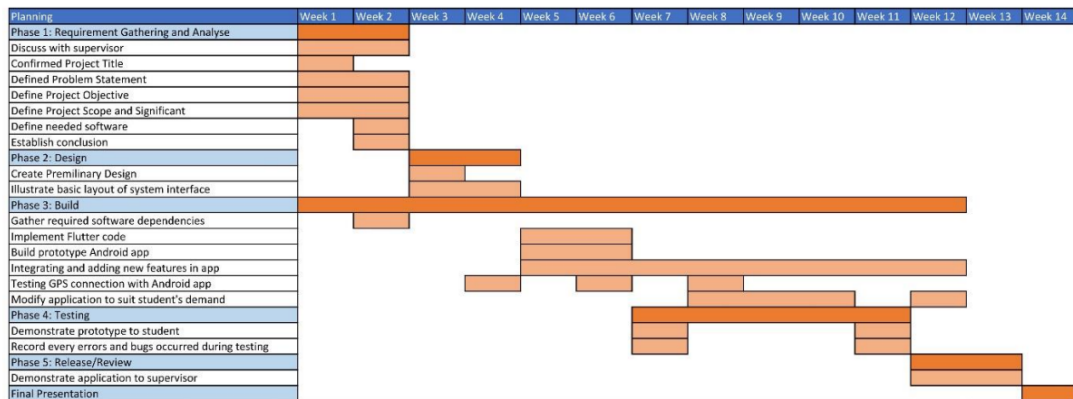 Planning Week 1 Week 2 Week 3 Week 4 Week 5 Week 6 Week 7 Week 8 Week 9 Week 10 Week 11 Week 12 Week 13 Week 14
Phase 1: Requirement Gathering and Analyse
Discuss with supervisor
Confirmed Project Title
Defined Problem Statement
Define Project Objective
Define Project Scope and Significant
Define needed software
Establish conclusion
Phase 2: Design
Create Premilinary Design
Illustrate basic layout of system interface
Phase 3: Build
Gather required software dependencies
Implement Flutter code
Build prototype Android app
Integrating and adding new features in app
Testing GPS connection with Android app
Modify application to suit student's demand
Phase 4: Testing
Demonstrate prototype to student
Record every errors and bugs occurred during testing
Phase 5: Release/Review
Demonstrate application to supervisor
Final Presentation